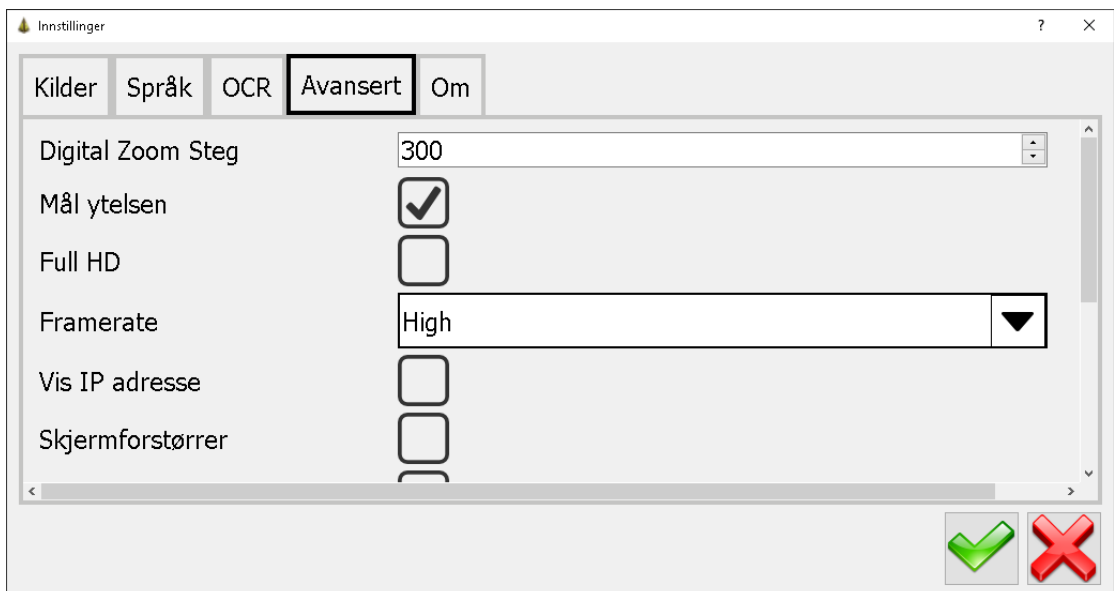 Innstillinger
Kilder Språk OCR Avansert Om
Digital Zoom Steg 300
Mål ytelsen
Full HD
Framerate High
Vis IP adresse
Skjermforstørrer